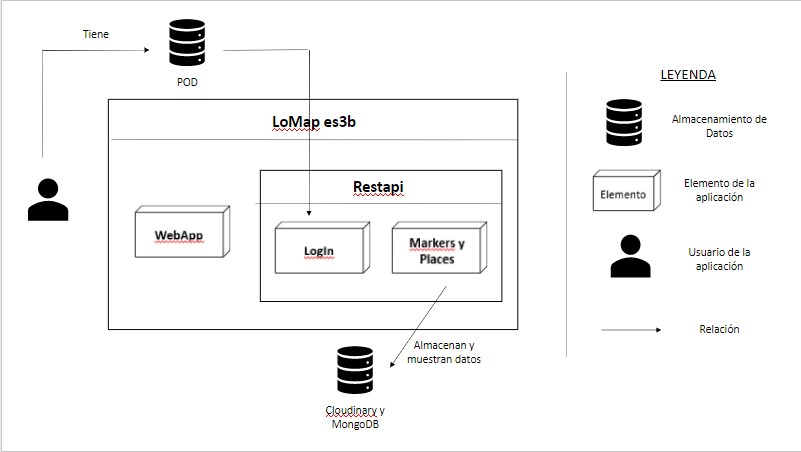 Tiene
POD
LoMap es3b
Restapi
WebApp
LogIn
Markers y
Places
Almacenan y
muestran datos
Cloudinary y
MongoDB
LEYENDA
Almacenamiento de
Datos
Elemento
Elemento de la
aplicación
Usuario de la
aplicación
Relación